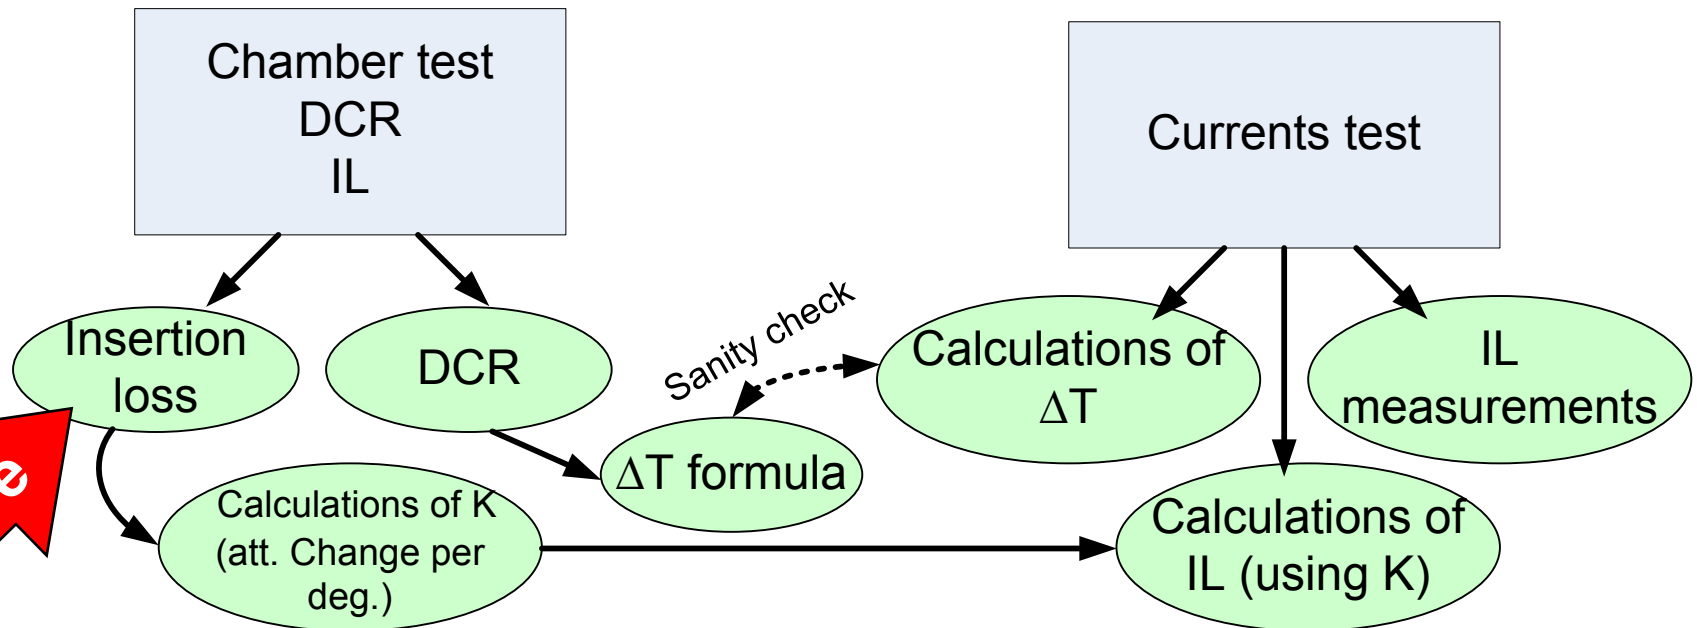 Chamber test
DCR
IL
Currents test
Insertion
loss
DCR
Sanity check
Calculations of
ΔT
IL
measurements
ΔT formula
Calculations of K
(att. Change per
deg.)
Calculations of
IL (using K)